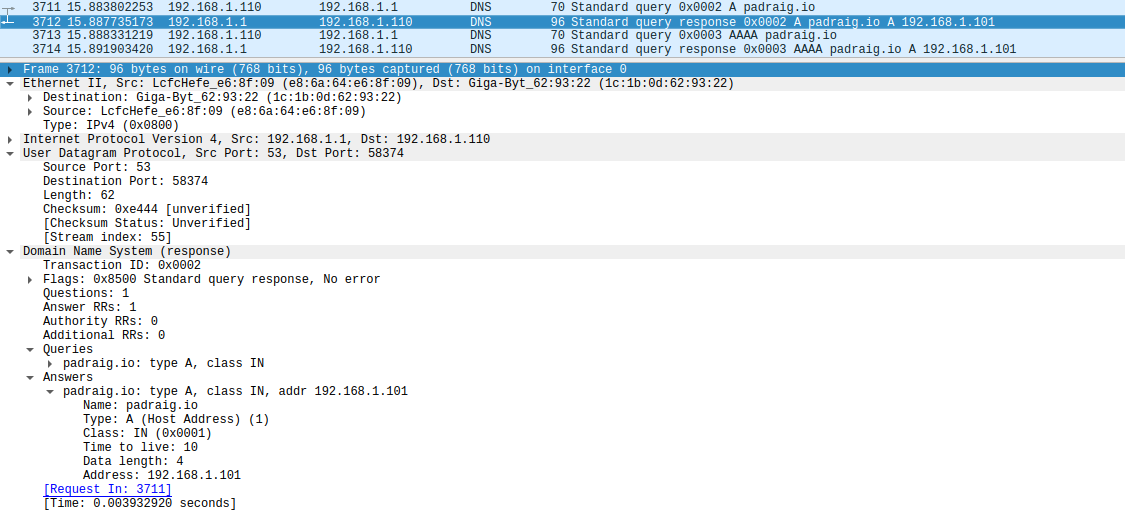 3711 15.883802253 192.168.1.110 192.168.1.1 DNS 70 Standard query 0x0002 A padraig.io
3712 15.887735173 192.168.1.1 192.168.1.110 DNS 96 Standard query response 0x0002 A padraig.io A 192.168.1.101
3713 15.888331219 192.168.1.110 192.168.1.1 DNS 70 Standard query 0x0003 AAAA padraig.io
3714 15.891903420 192.168.1.1 192.168.1.110 DNS 96 Standard query response 0x0003 AAAA padraig.io A 192.168.1.101
Frame 3712: 96 bytes on wire (768 bits), 96 bytes captured (768 bits) on interface 0
Ethernet II, Src: LcfcHefe_e6:8f:09 (e8:6a:64:e6:8f:09), Dst: Giga-Byt_62:93:22 (1c:1b:0d:62:93:22)
Destination: Giga-Byt_62:93:22 (1c:1b:0d:62:93:22)
Source: LcfcHefe_e6:8f:09 (e8:6a:64:e6:8f:09)
Type: IPv4 (0x0800)
Internet Protocol Version 4, Src: 192.168.1.1, Dst: 192.168.1.110
User Datagram Protocol, Src Port: 53, Dst Port: 58374
Source Port: 53
Destination Port: 58374
Length: 62
Checksum: 0xe444 [unverified]
[Checksum Status: Unverified]
[Stream index: 55]
Domain Name System (response)
Transaction ID: 0x0002
Flags: 0x8500 Standard query response, No error
Questions: 1
Answer RRs: 1
Authority RRs: 0
Additional RRs: 0
Queries
padraig.io: type A, class IN
Answers
padraig.io: type A, class IN, addr 192.168.1.101
Name: padraig.io
Type: A (Host Address) (1)
Class: IN (0x0001)
Time to live: 10
Data length: 4
Address: 192.168.1.101
[Request In: 3711]
[Time: 0.003932920 seconds]